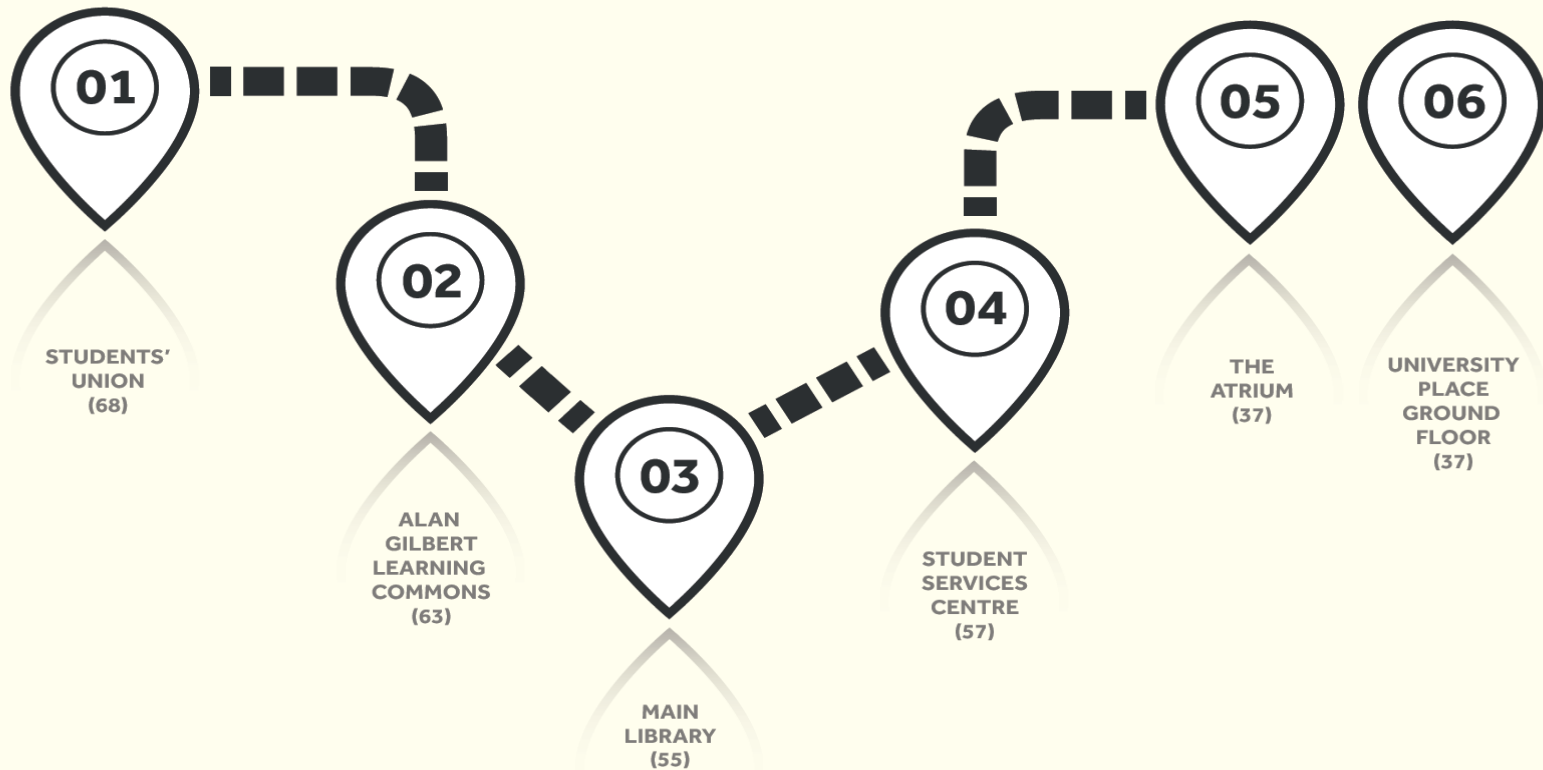 01
STUDENTS'
UNION
(68)
02
ALAN
GILBERT
LEARNING
COMMONS
(63)
03
MAIN
LIBRARY
(55)
04
STUDENT
SERVICES
CENTRE
(57)
05
THE
ATRIUM
(37)
06
UNIVERSITY
PLACE
GROUND
FLOOR
(37)